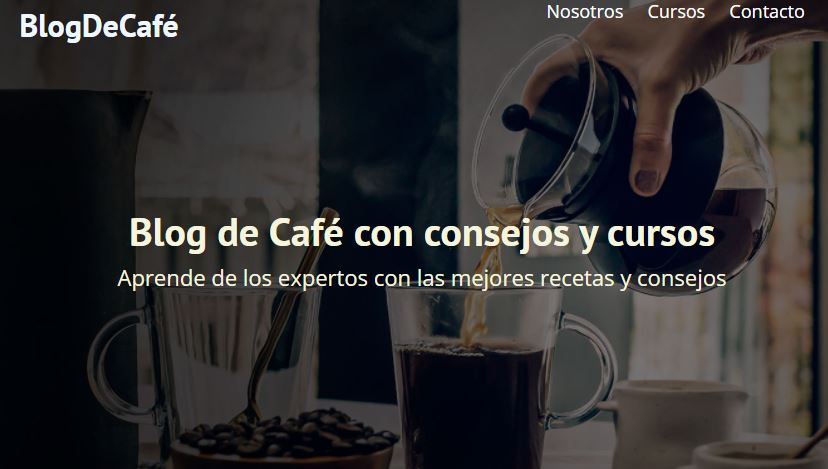 BlogDeCafé
Nosotros Cursos Contacto
Blog de Café con consejos y cursos
Aprende de los expertos con las mejores recetas y consejos